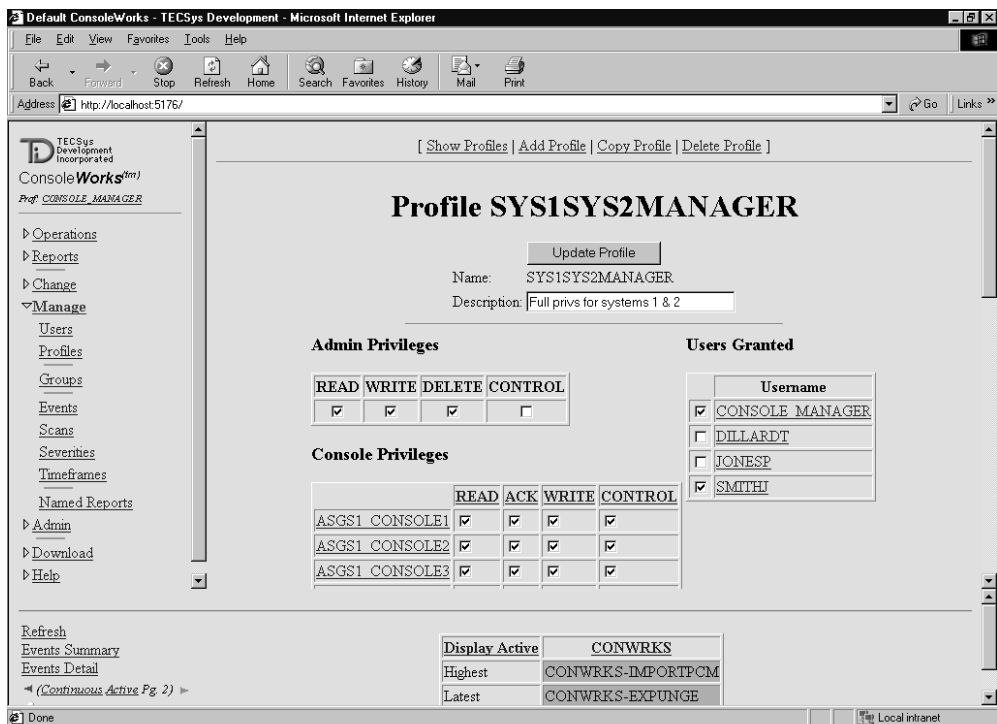 Default ConsoleWorks - TECSys Development - Microsoft Internet Explorer
File Edit View Favorites Tools Help
Back Forward Stop Refresh Home Search Favorites History Mail Print
Address http://localhost:5176/ Go Links »
TECSys
Development
Incorporated
ConsoleWorks(tm)
Prof: CONSOLE_MANAGER
Operations
Reports
Change
Manage
Users
Profiles
Groups
Events
Scans
Severities
Timeframes
Named Reports
Admin
Download
Help
[ Show Profiles | Add Profile | Copy Profile | Delete Profile ]
Profile SYS1SYS2MANAGER
Update Profile
Name: SYS1SYS2MANAGER
Description: Full privs for systems 1 & 2
Admin Privileges
READ WRITE DELETE CONTROL
Console Privileges
READ ACK WRITE CONTROL
ASGS1_CONSOLE1
ASGS1_CONSOLE2
ASGS1_CONSOLE3
Users Granted
Username
CONSOLE_MANAGER
DILLARDT
JONESP
SMITHJ
Refresh
Events Summary
Events Detail
(Continuous Active Pg. 2)
Display Active CONWRKS
Highest CONWRKS-IMPORTPCM
Latest CONWRKS-EXPUNGE
Done Local intranet